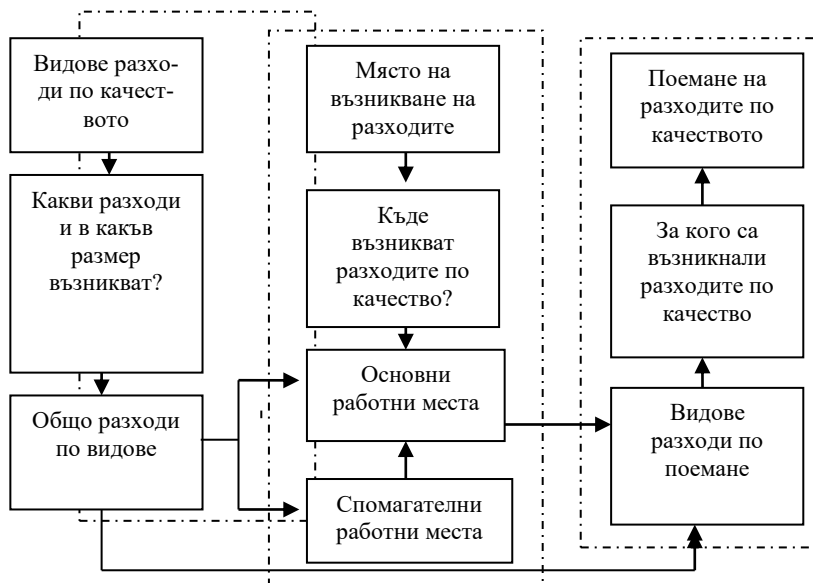 Видове разхо-
ди по качест-
вото
Какви разходи
и в какъв
размер
възникват?
Общо разходи
по видове
Място на
възникване на
разходите
Къде
възникват
разходите по
качество?
Основни
работни места
Спомагателни
работни места
Поемане на
разходите по
качеството
За кого са
възникнали
разходите по
качество
Видове
разходи по
поемане